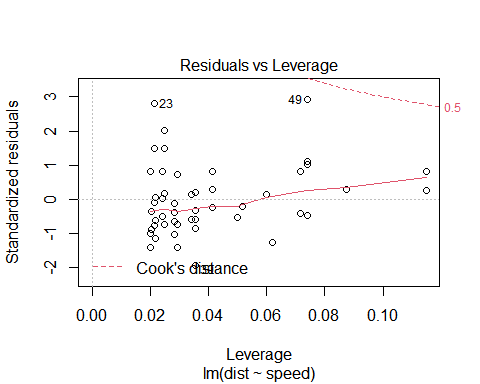 Residuals vs Leverage
Standardized residuals
3
2
1
0
-1
-2
23
49
0.5
Cook's distance
0.00 0.02 0.04 0.06 0.08 0.10
Leverage
lm(dist ~ speed)